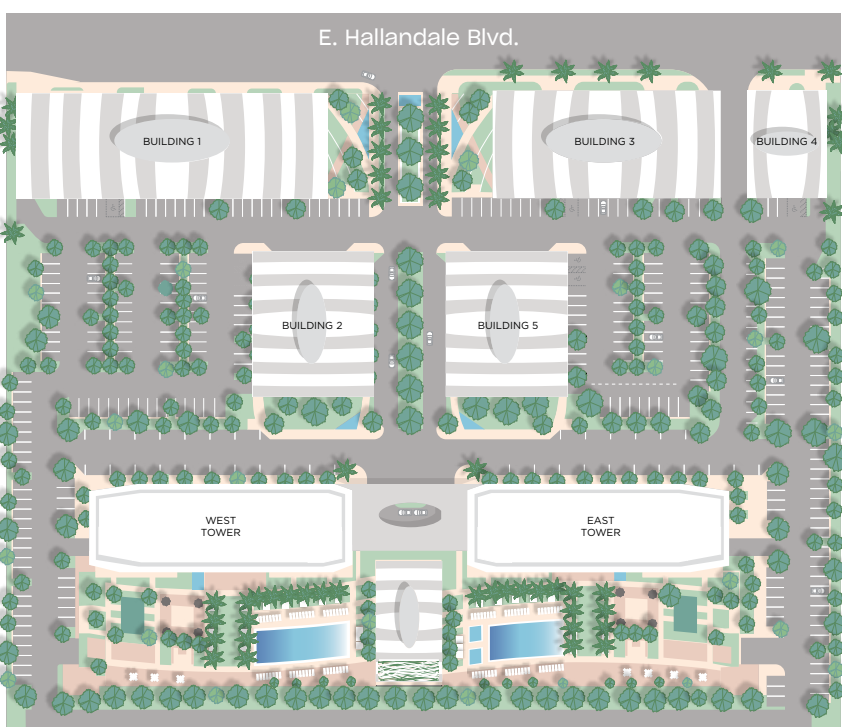 E. Hallandale Blvd.
BUILDING 1
BUILDING 3
BUILDING 4
BUILDING 2
BUILDING 5
WEST
TOWER
EAST
TOWER